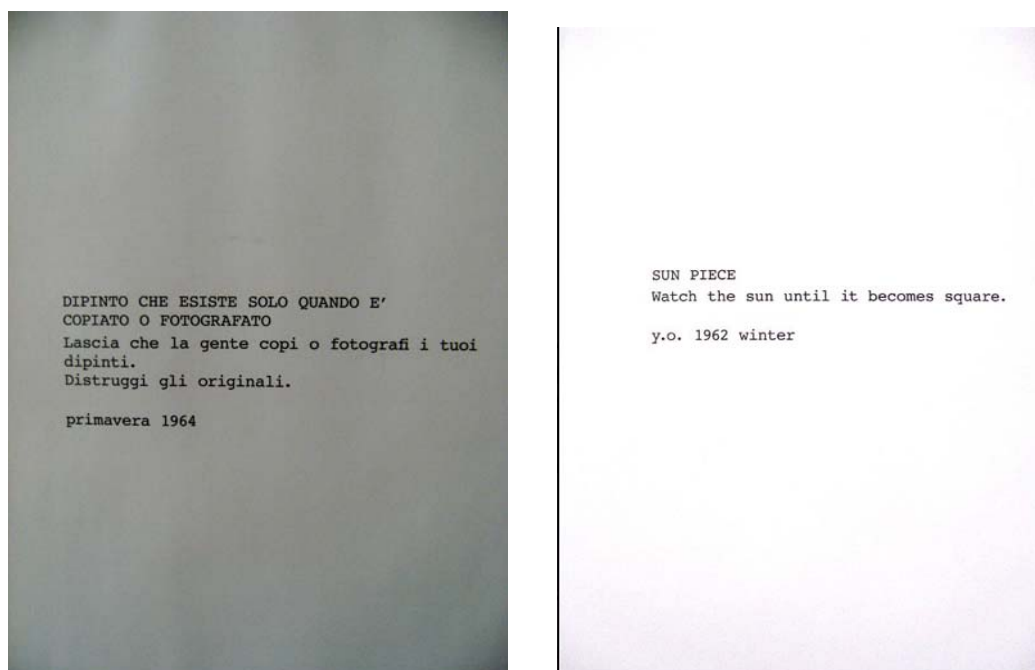 DIPINTO CHE ESISTE SOLO QUANDO E'
COPIATO O FOTOGRAFATO
Lascia che la gente copi o fotografi i tuoi
dipinti.
Distruggi gli originali.
primavera 1964
SUN PIECE
Watch the sun until it becomes square.
y.o. 1962 winter